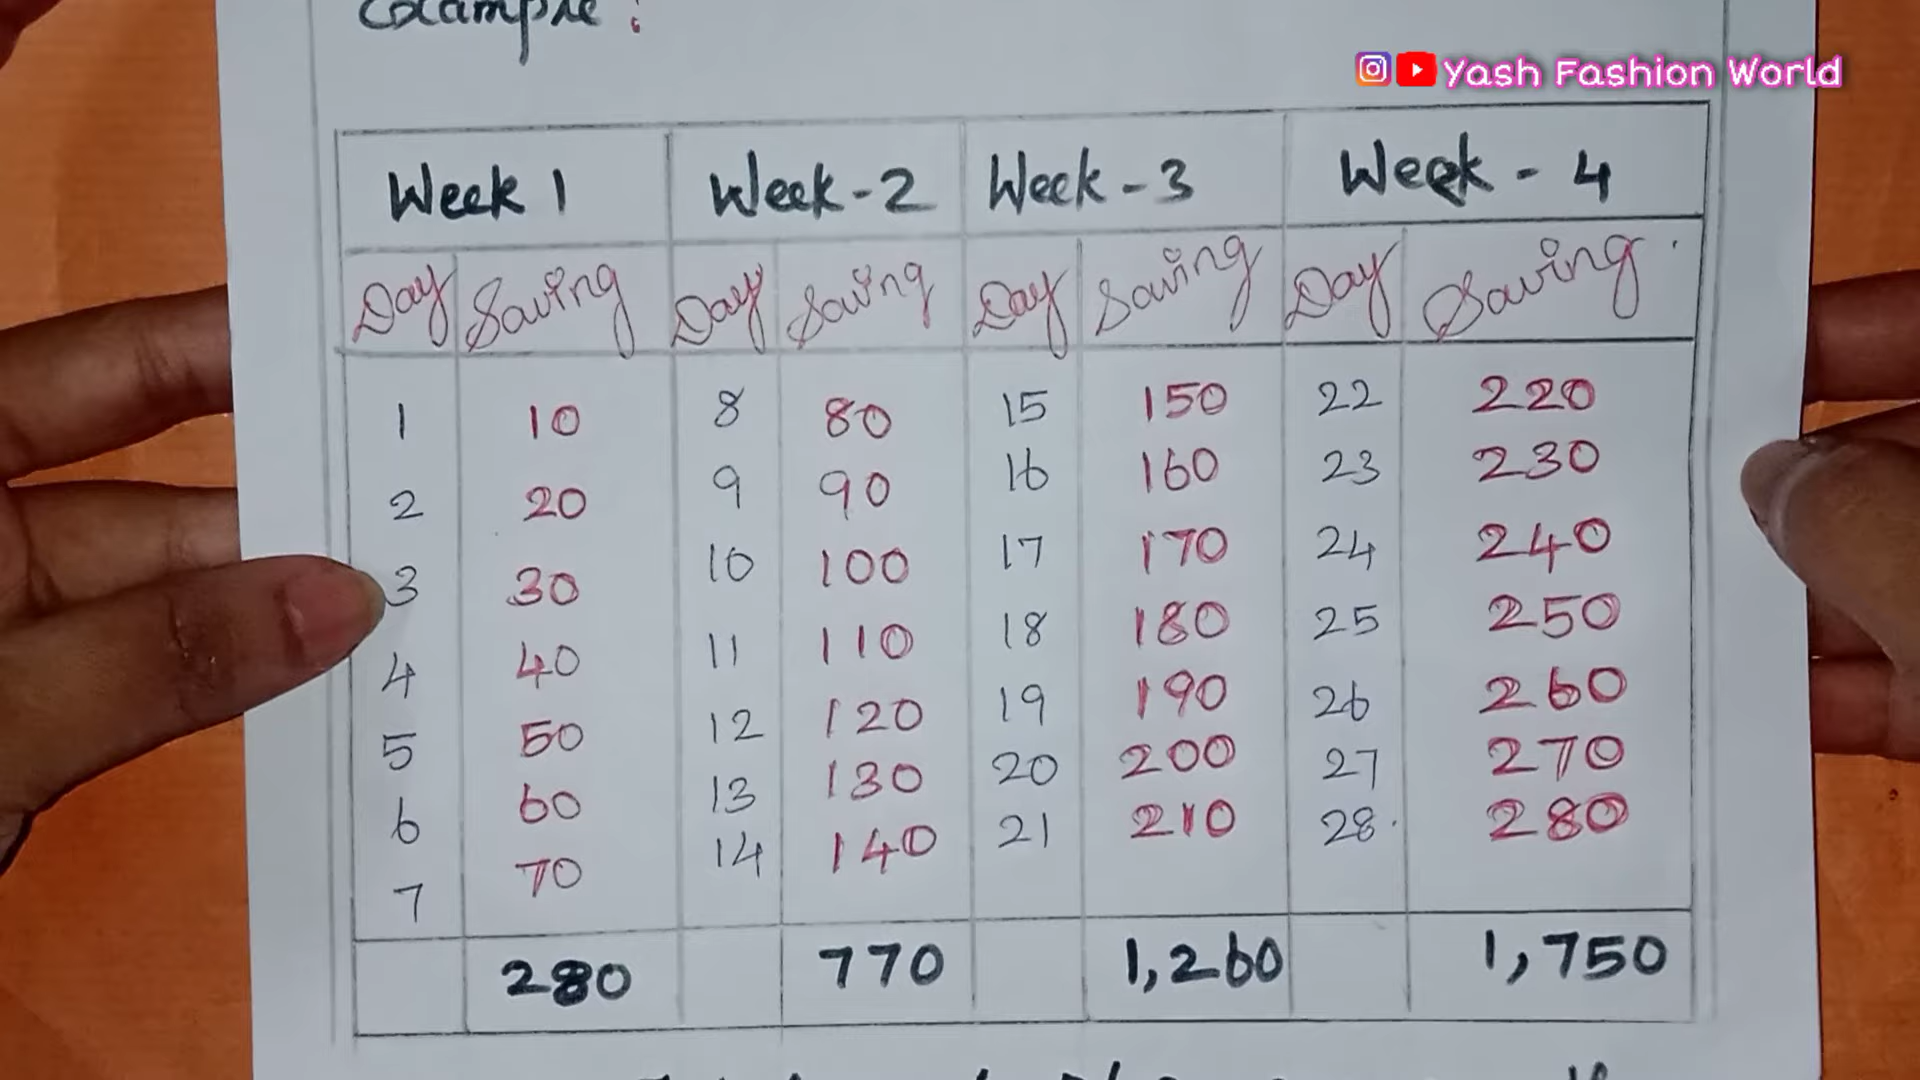 Example :
Yash Fashion World
Week 1 Week - 2 Week - 3 Week - 4
Day Saving Day Saving Day Saving Day Saving
1 10 8 80 15 150 22 220
2 20 9 90 16 160 23 230
3 30 10 100 17 170 24 240
4 40 11 110 18 180 25 250
5 50 12 120 19 190 26 260
6 60 13 130 20 200 27 270
7 70 14 140 21 210 28 280
280 770 1,260 1,750